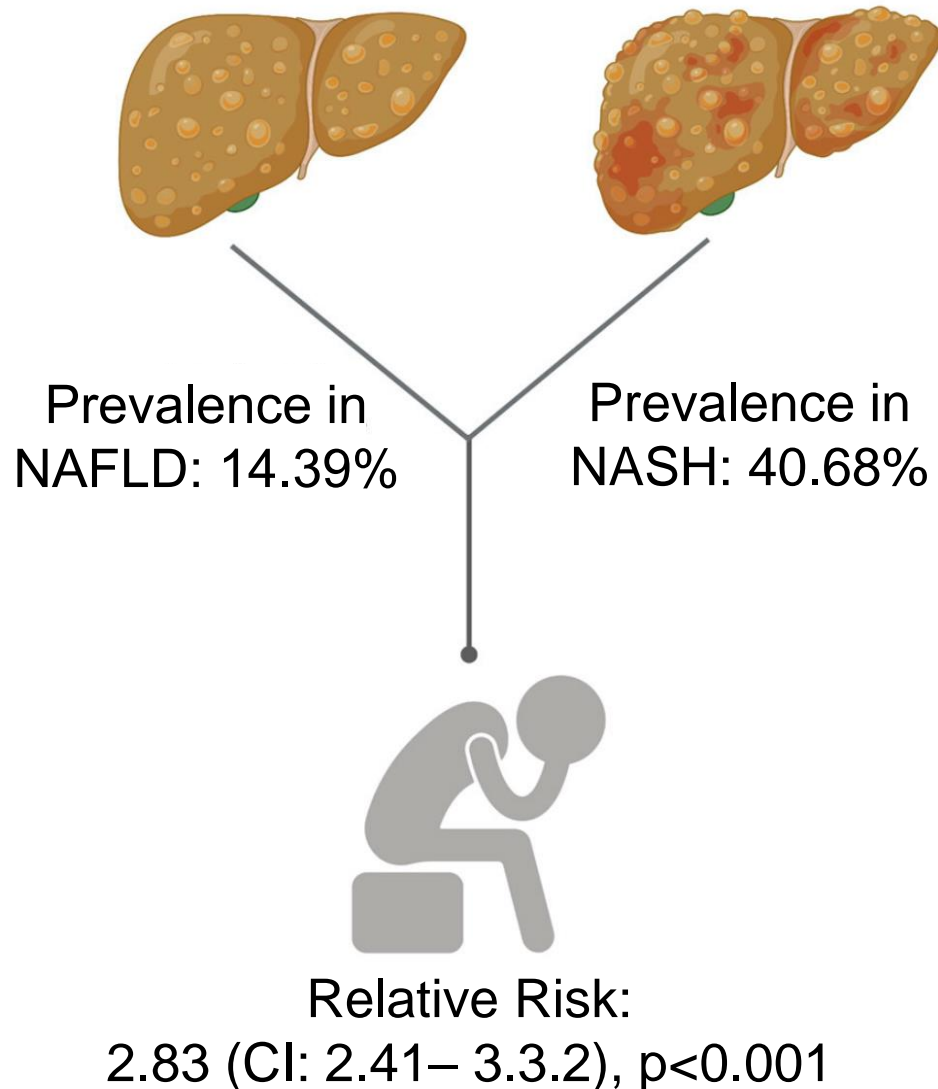 Prevalence in
NAFLD: 14.39%
Prevalence in
NASH: 40.68%
Relative Risk:
2.83 (CI: 2.41– 3.3.2), p<0.001